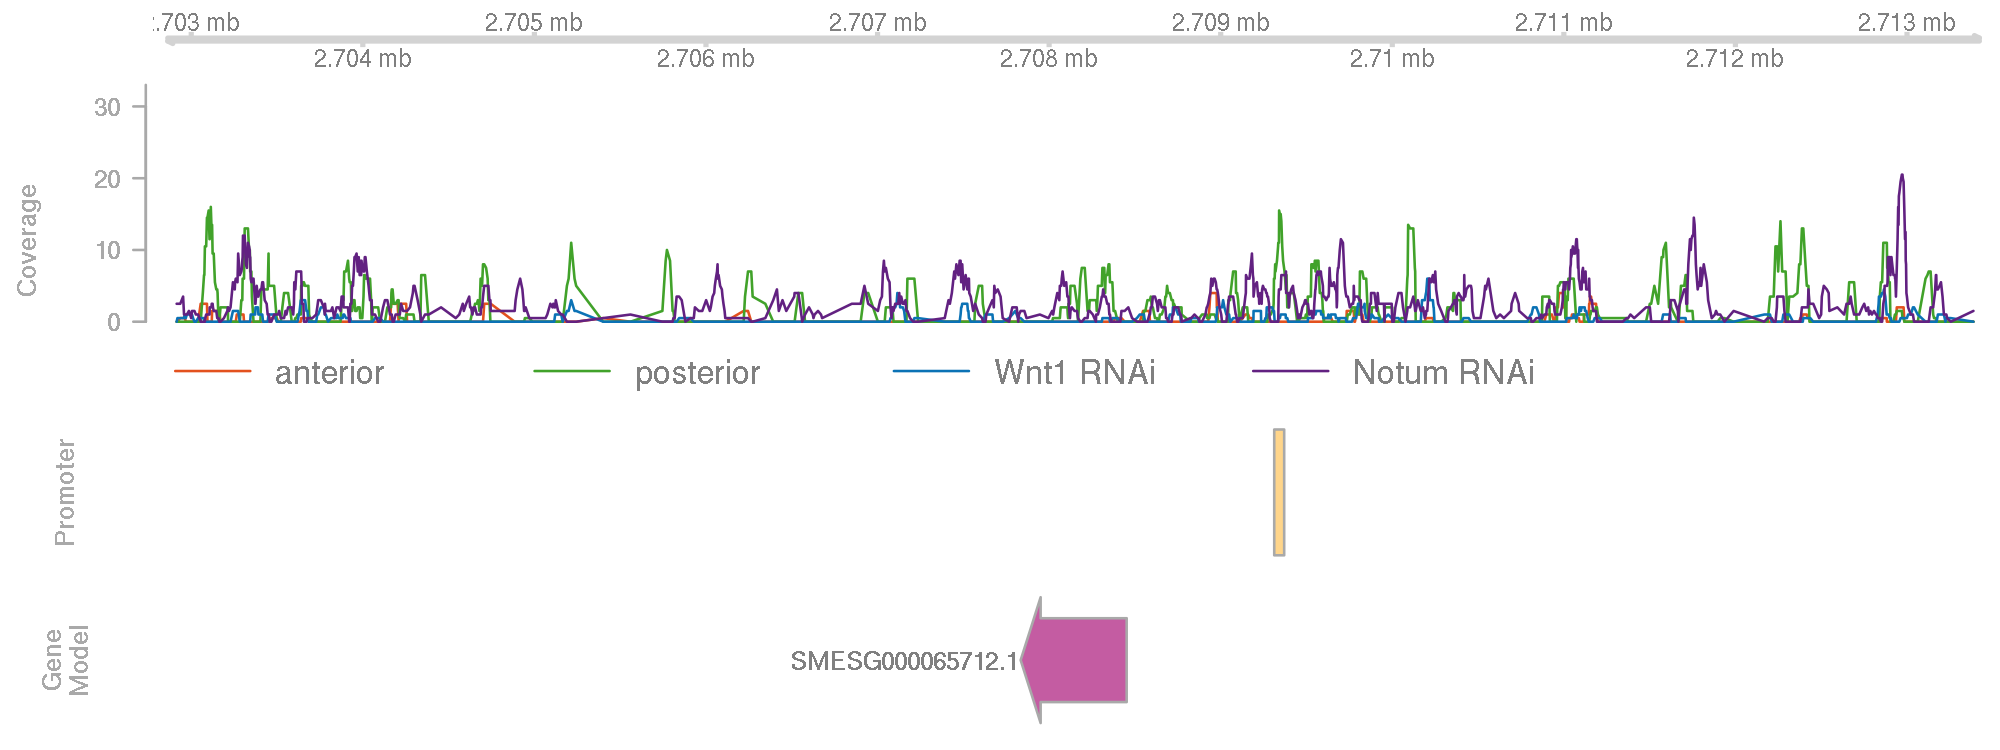 .703 mb 2.705 mb 2.707 mb 2.709 mb 2.711 mb 2.713 mb
2.704 mb 2.706 mb 2.708 mb 2.71 mb 2.712 mb
Coverage
30
20
10
0
anterior posterior Wnt1 RNAi Notum RNAi
Promoter
Gene
Model
SMESG000065712.1